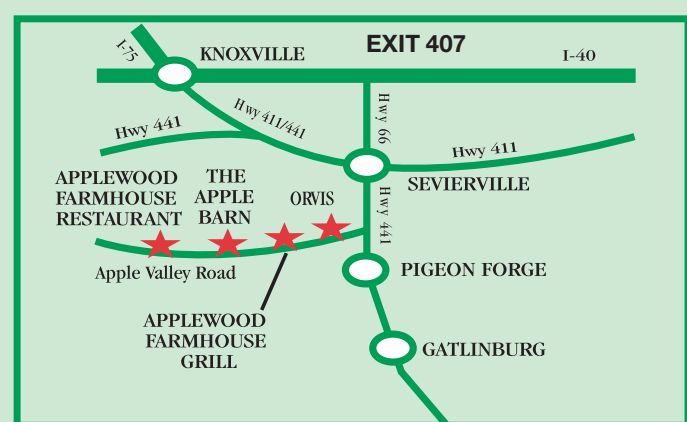 EXIT 407
I-75
KNOXVILLE
I-40
Hwy 66
Hwy 411/441
Hwy 441
Hwy 411
SEVIERVILLE
APPLEWOOD
FARMHOUSE
RESTAURANT
THE
APPLE
BARN
ORVIS
Hwy 441
Apple Valley Road
PIGEON FORGE
APPLEWOOD
FARMHOUSE
GRILL
GATLINBURG